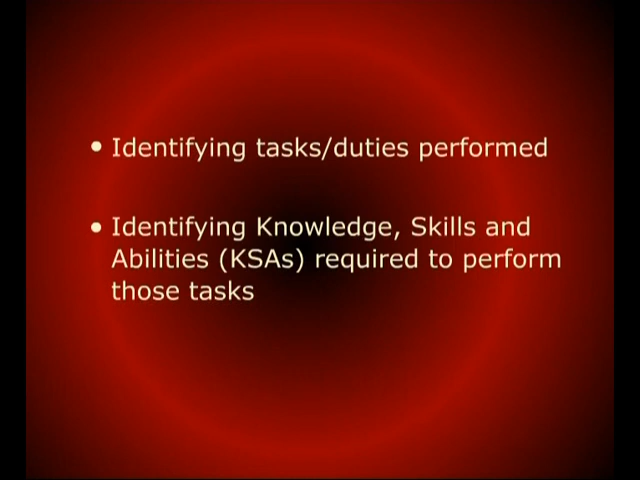 • Identifying tasks/duties performed
• Identifying Knowledge, Skills and
Abilities (KSAs) required to perform
those tasks